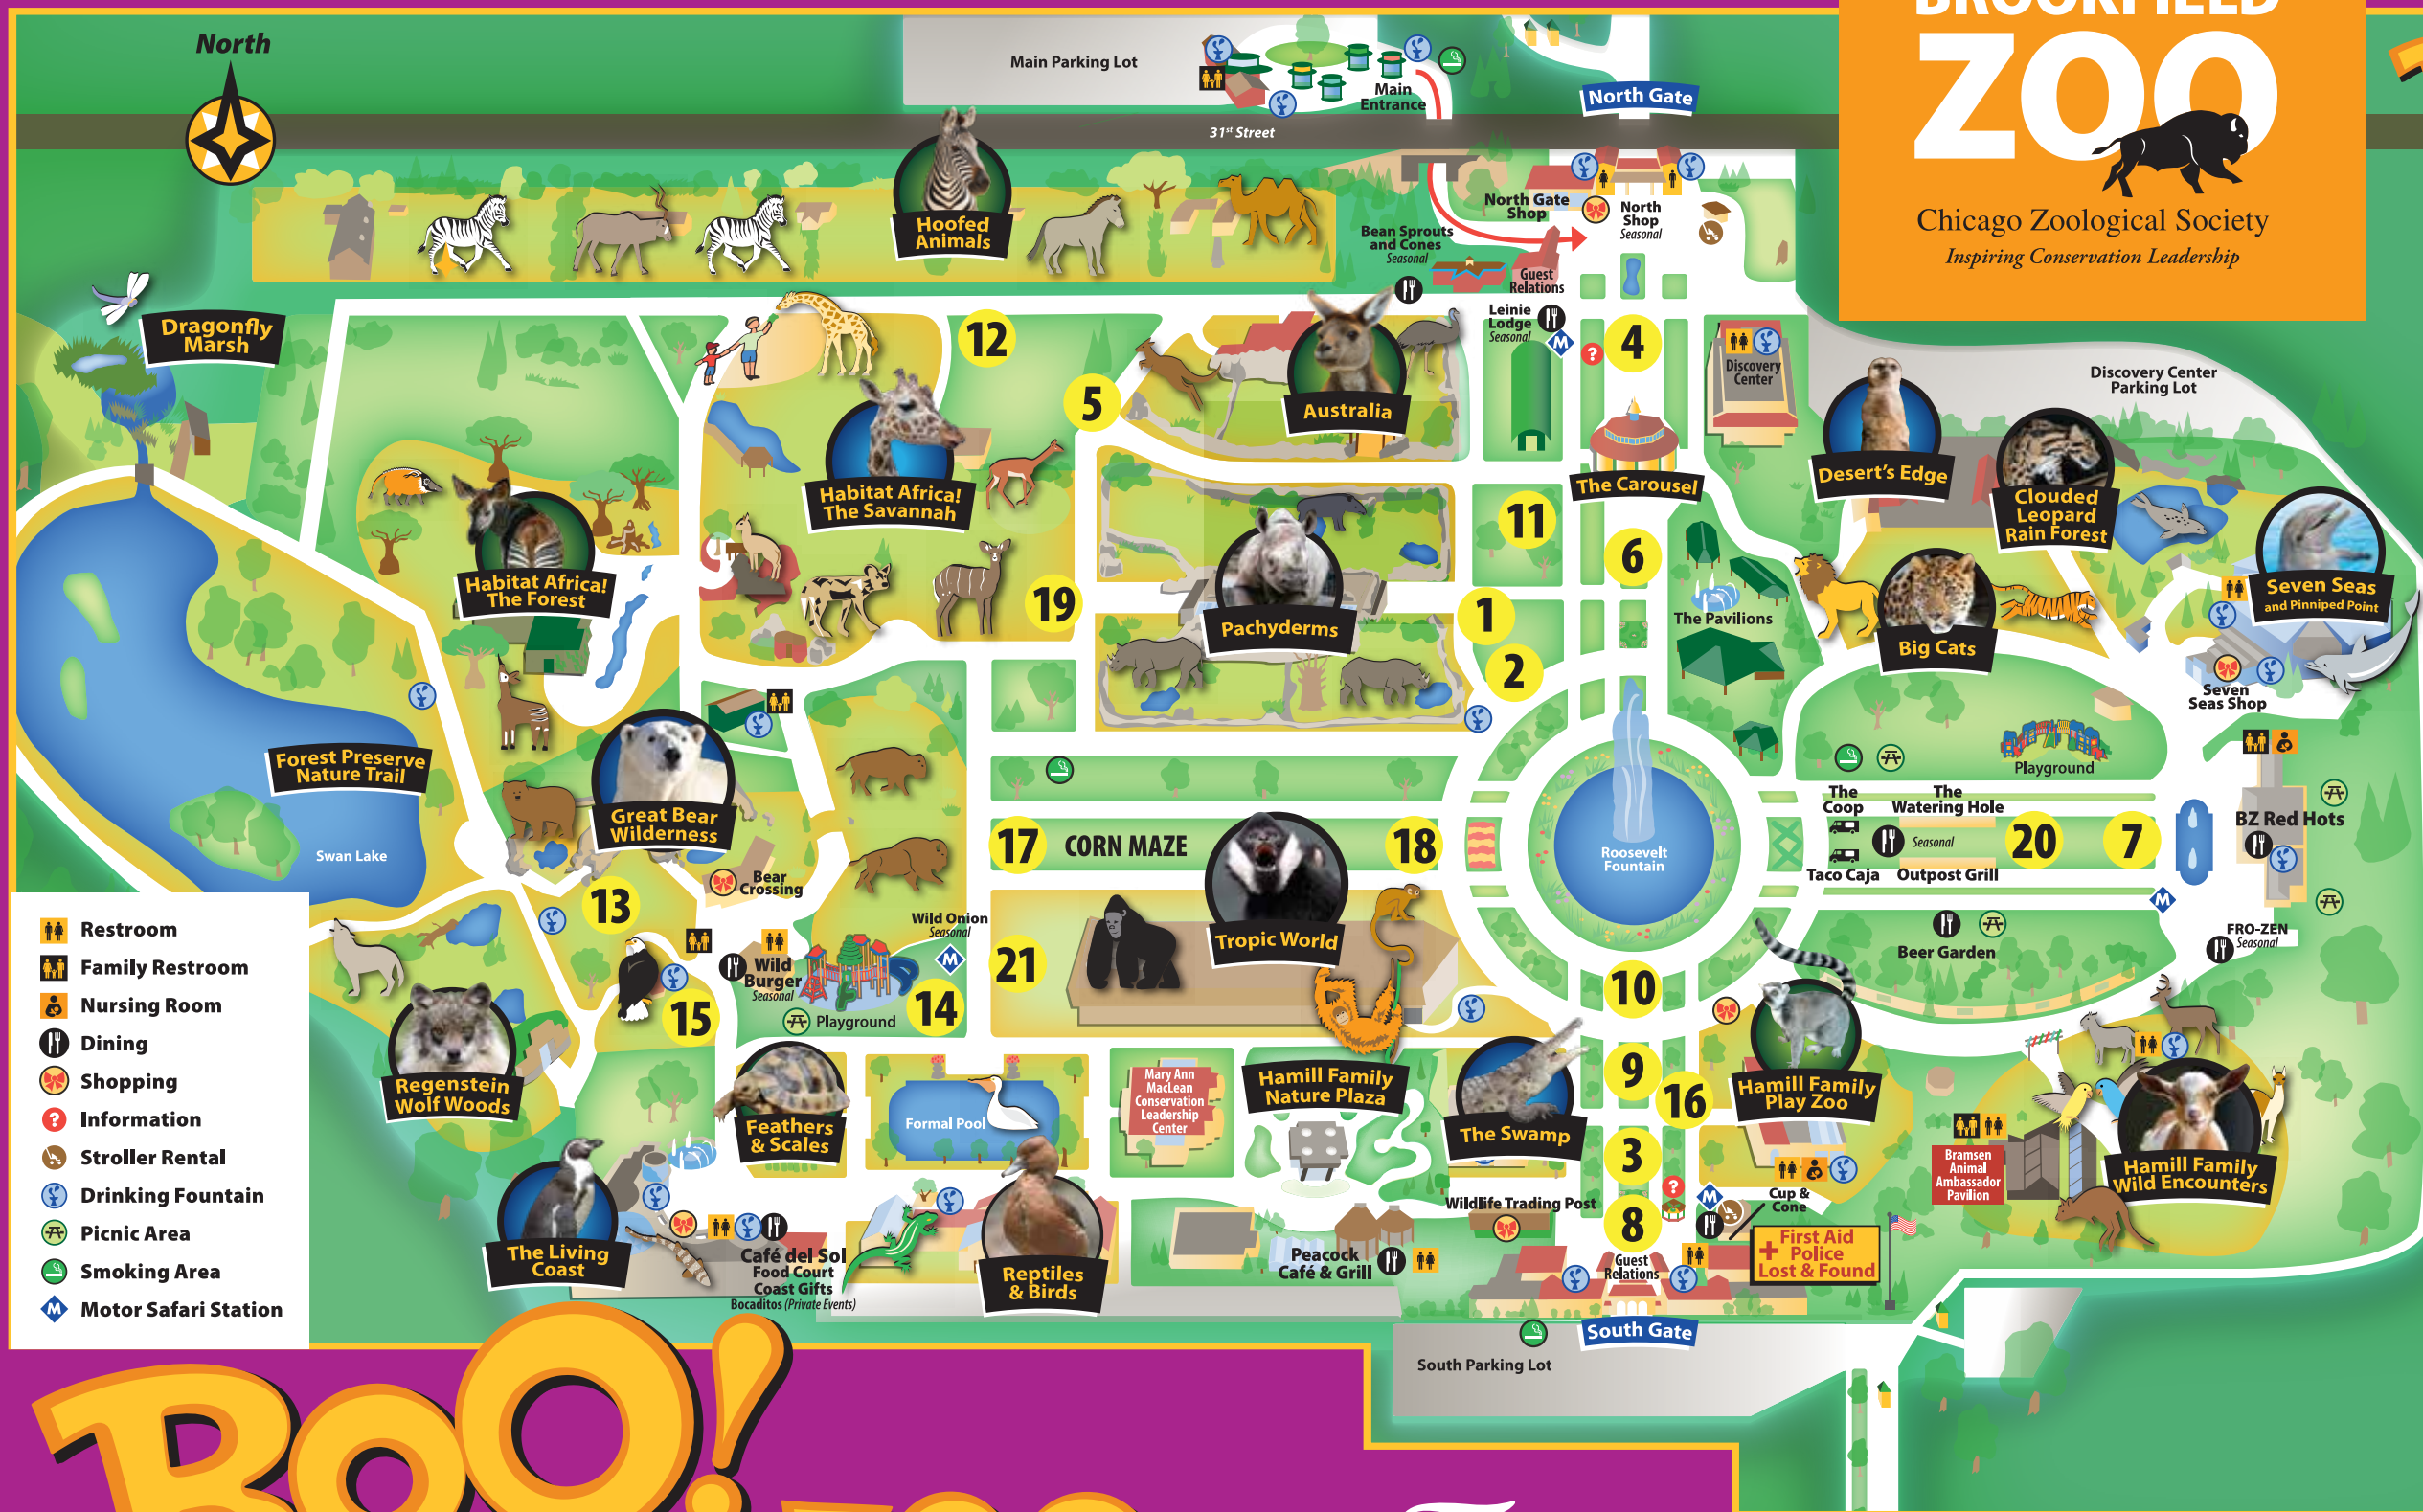 BROOKFIELD
ZOO
Chicago Zoological Society
Inspiring Conservation Leadership
North
Main Parking Lot
Main
Entrance
31st Street
North Gate
Hoofed
Animals
North Gate
Shop
North
Shop
Seasonal
Bean Sprouts
and Cones
Seasonal
Guest
Relations
Leinie
Lodge
Seasonal
M
?
4
Discovery
Center
Discovery Center
Parking Lot
Dragonfly
Marsh
12
5
Australia
Habitat Africa!
The Savannah
The Carousel
Desert's Edge
Clouded
Leopard
Rain Forest
Seven Seas
and Pinniped Point
Habitat Africa!
The Forest
11
6
19
Pachyderms
1
2
The Pavilions
Big Cats
Seven
Seas Shop
Forest Preserve
Nature Trail
Swan Lake
Great Bear
Wilderness
Bear
Crossing
13
17
CORN MAZE
18
Roosevelt
Fountain
Playground
The
Coop
The
Watering Hole
Seasonal
Taco Caja
Outpost Grill
20
7
BZ Red Hots
M
Beer Garden
FRO-ZEN
Seasonal
Tropic World
21
Wild Onion
Seasonal
M
Wild
Burger
Seasonal
Playground
14
15
10
Regenstein
Wolf Woods
Feathers
& Scales
Formal Pool
Mary Ann
MacLean
Conservation
Leadership
Center
Hamill Family
Nature Plaza
The Swamp
9
16
Hamill Family
Play Zoo
3
8
?
M
Cup &
Cone
Bramsen
Animal
Ambassador
Pavilion
Hamill Family
Wild Encounters
Wildlife Trading Post
The Living
Coast
Café del Sol
Food Court
Coast Gifts
Bocaditos (Private Events)
Reptiles
& Birds
Peacock
Café & Grill
Guest
Relations
First Aid
Police
Lost & Found
South Gate
South Parking Lot
Restroom
Family Restroom
Nursing Room
Dining
Shopping
? Information
Stroller Rental
Drinking Fountain
Picnic Area
Smoking Area
M Motor Safari Station
BOO!